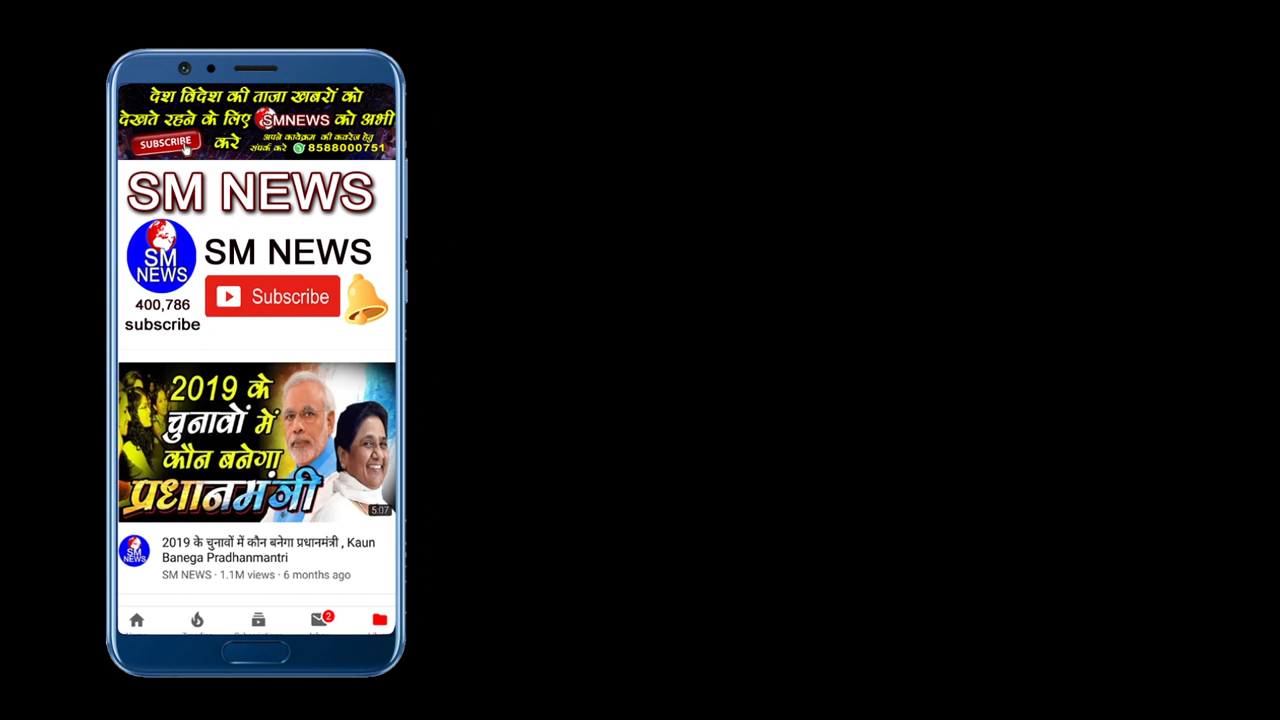 देश विदेश की ताजा खबरों को
देखते रहने के लिए SMNEWS को अभी
SUBSCRIBE करे अपने कार्यक्रम की कवरेज हेतु
संपर्क करे 8588000751
SM NEWS
SM NEWS
SM NEWS
Subscribe
400,786
subscribe
2019 के
चुनावों में
कौन बनेगा
प्रधानमंत्री
5:07
SM NEWS
2019 के चुनावों में कौन बनेगा प्रधानमंत्री , Kaun
Banega Pradhanmantri
SM NEWS · 1.1M views · 6 months ago
2